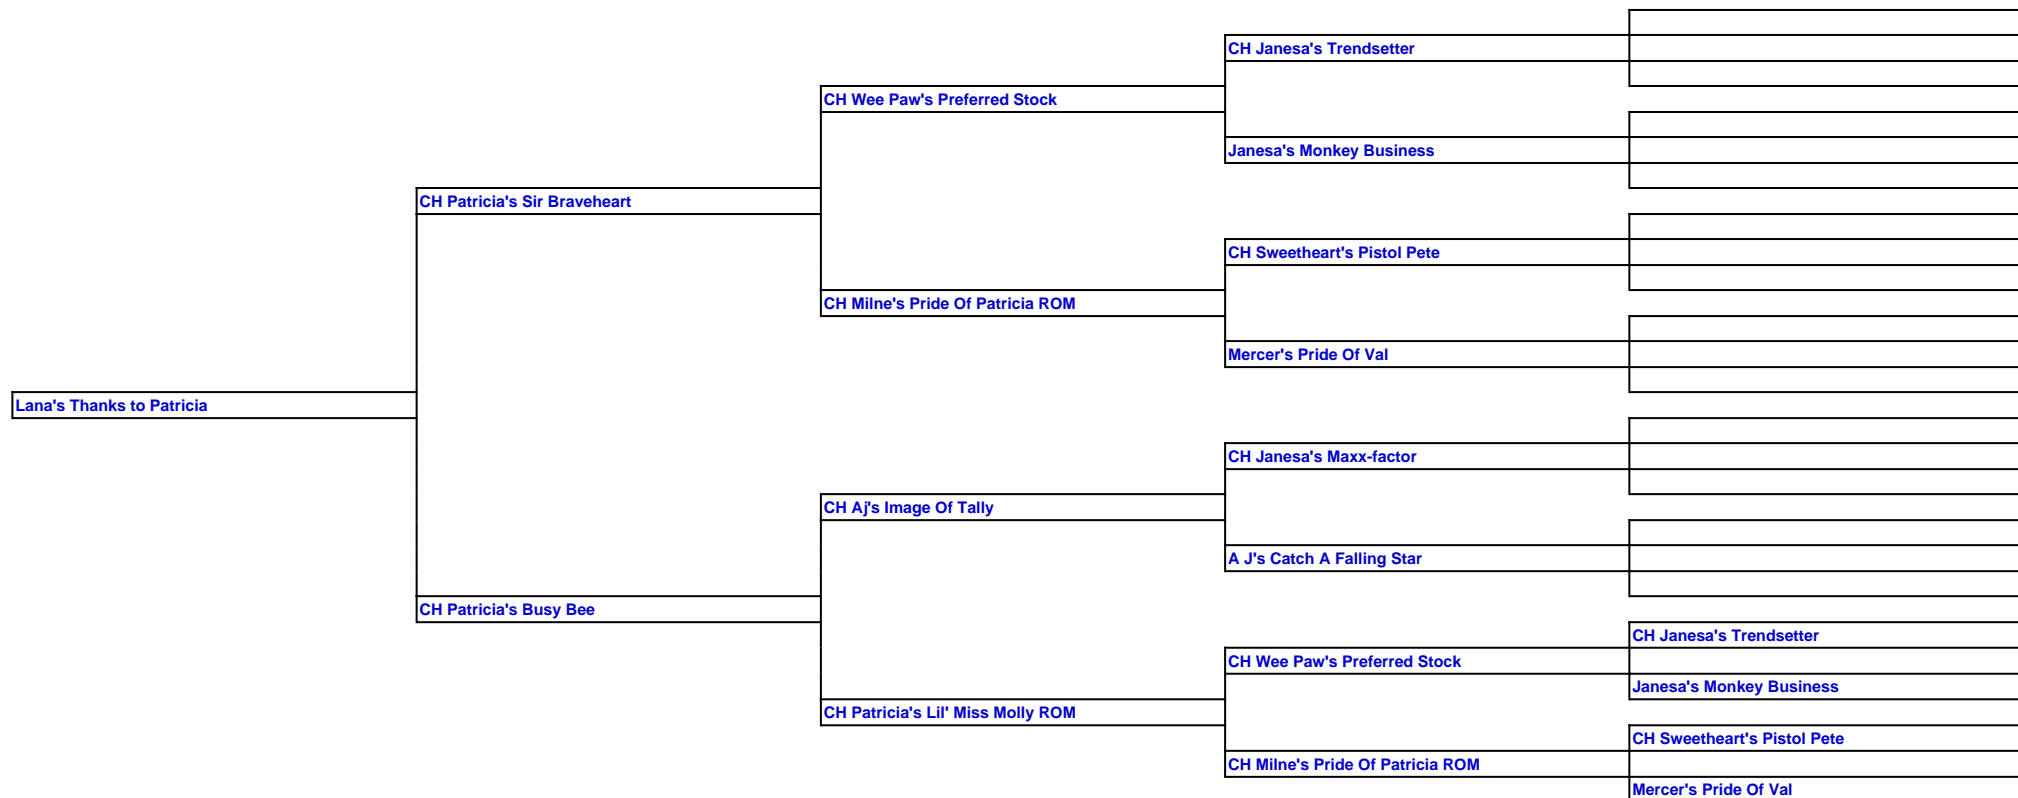 CH Janesa's Trendsetter
CH Wee Paw's Preferred Stock
Janesa's Monkey Business
CH Patricia's Sir Braveheart
CH Sweetheart's Pistol Pete
CH Milne's Pride Of Patricia ROM
Mercer's Pride Of Val
Lana's Thanks to Patricia
CH Janesa's Maxx-factor
CH Aj's Image Of Tally
A J's Catch A Falling Star
CH Patricia's Busy Bee
CH Janesa's Trendsetter
CH Wee Paw's Preferred Stock
Janesa's Monkey Business
CH Patricia's Lil' Miss Molly ROM
CH Sweetheart's Pistol Pete
CH Milne's Pride Of Patricia ROM
Mercer's Pride Of Val